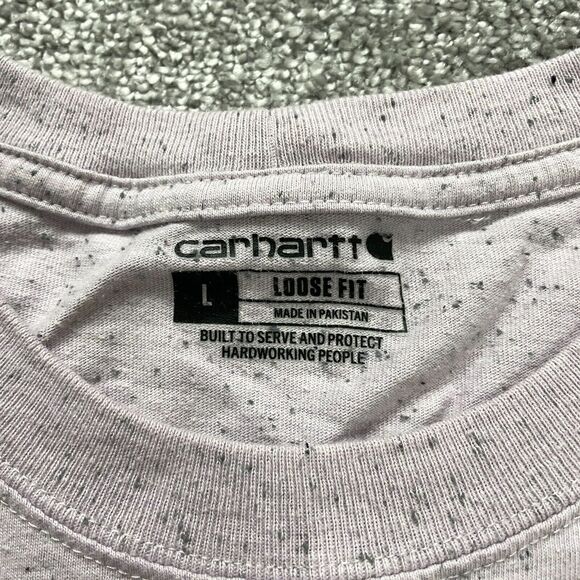 carhartt
L LOOSE FIT
MADE IN PAKISTAN
BUILT TO SERVE AND PROTECT
HARDWORKING PEOPLE